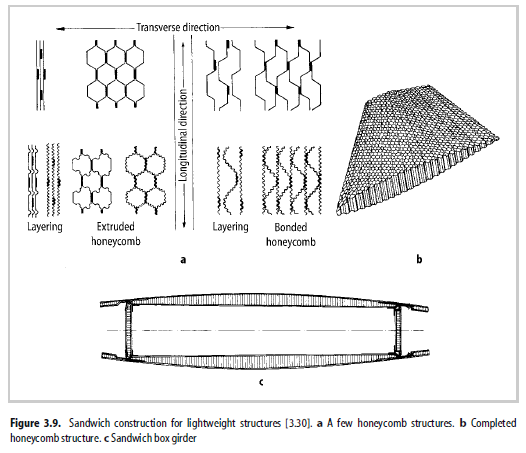 Transverse direction
Longitudinal direction
Layering
Extruded
honeycomb
Layering
Bonded
honeycomb
a
b
c
Figure 3.9. Sandwich construction for lightweight structures [3.30]. a A few honeycomb structures. b Completed
honeycomb structure. c Sandwich box girder